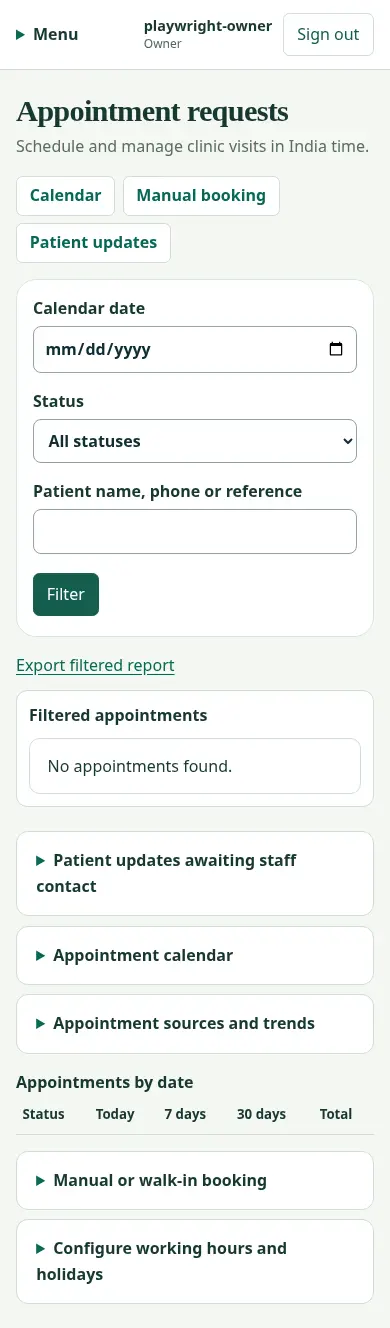 Menu
playwright-owner
Owner
Sign out
Appointment requests
Schedule and manage clinic visits in India time.
Calendar
Manual booking
Patient updates
Calendar date
mm/dd/yyyy
Status
All statuses
Patient name, phone or reference
Filter
Export filtered report
Filtered appointments
No appointments found.
Patient updates awaiting staff
contact
Appointment calendar
Appointment sources and trends
Appointments by date
Status Today 7 days 30 days Total
Manual or walk-in booking
Configure working hours and
holidays